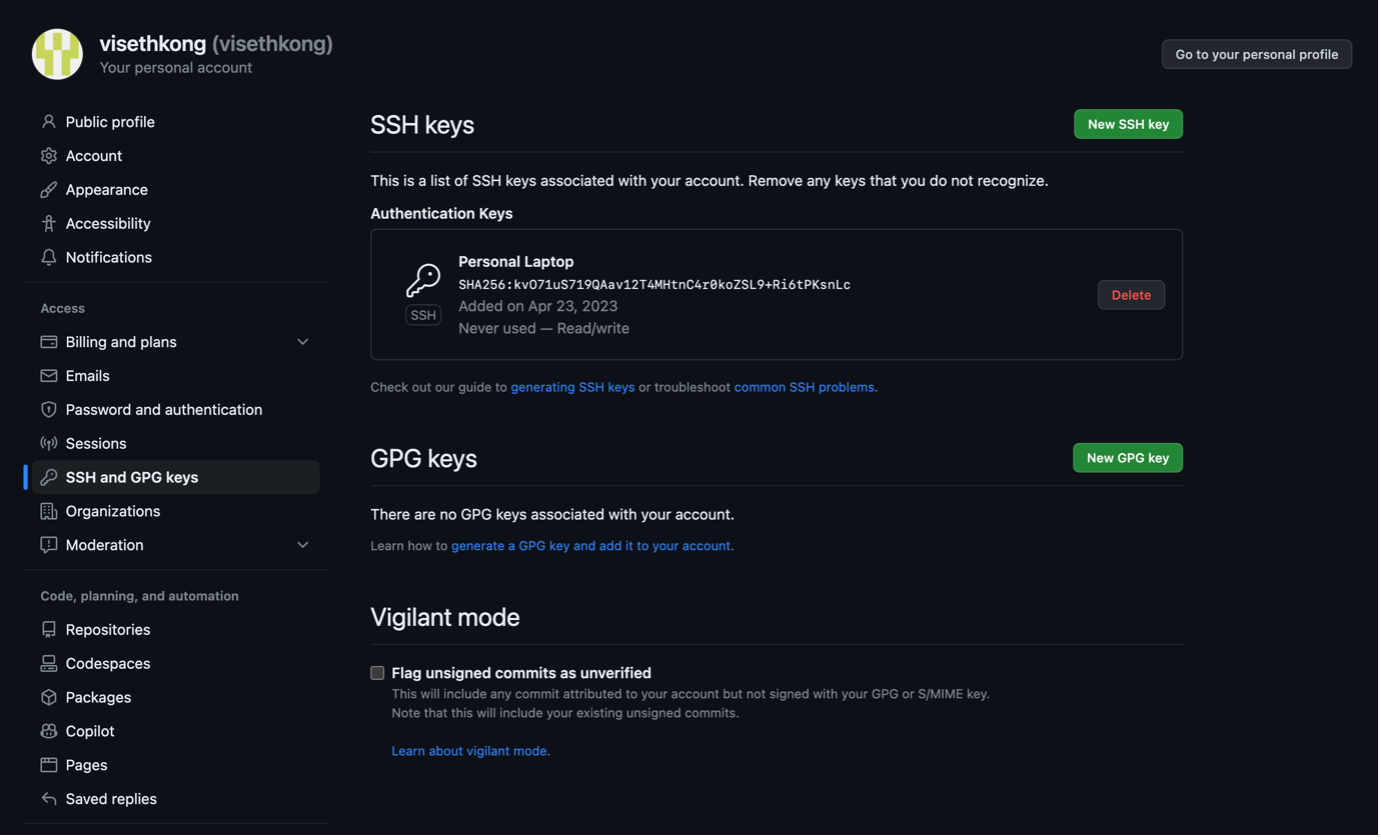 visethkong (visethkong)
Your personal account
Go to your personal profile
Public profile
Account
Appearance
Accessibility
Notifications
Access
Billing and plans
Emails
Password and authentication
Sessions
SSH and GPG keys
Organizations
Moderation
Code, planning, and automation
Repositories
Codespaces
Packages
Copilot
Pages
Saved replies
SSH keys
New SSH key
This is a list of SSH keys associated with your account. Remove any keys that you do not recognize.
Authentication Keys
Personal Laptop
SHA256:kvO71uS719QAav12T4MHtnC4r0koZSL9+Ri6tPKsnLc
SSH
Added on Apr 23, 2023
Never used — Read/write
Delete
Check out our guide to generating SSH keys or troubleshoot common SSH problems.
GPG keys
New GPG key
There are no GPG keys associated with your account.
Learn how to generate a GPG key and add it to your account.
Vigilant mode
Flag unsigned commits as unverified
This will include any commit attributed to your account but not signed with your GPG or S/MIME key.
Note that this will include your existing unsigned commits.
Learn about vigilant mode.